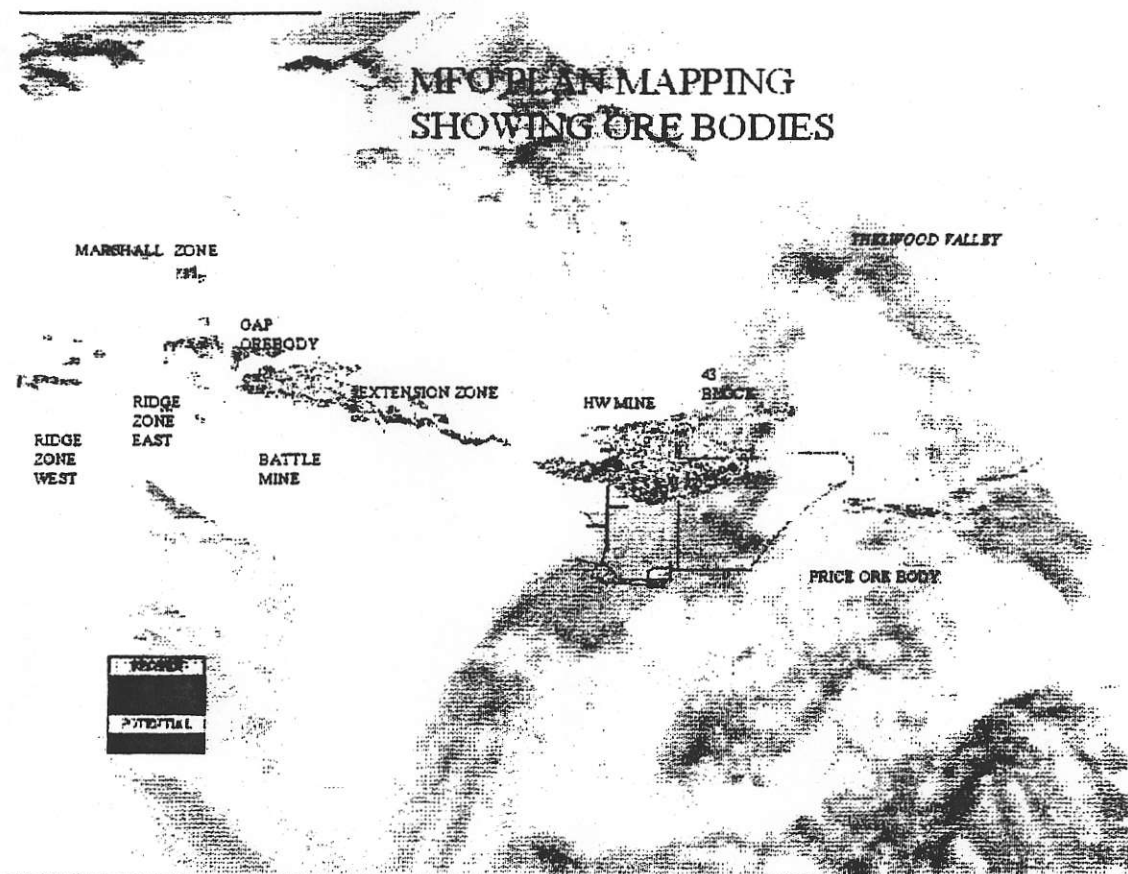 MFO PLAN MAPPING
SHOWING ORE BODIES
THELWOOD VALLEY
MARSHALL ZONE
GAP
OREBODY
EXTENSION ZONE
43
BLOCK
HW MINE
RIDGE
ZONE
EAST
RIDGE
ZONE
WEST
BATTLE
MINE
PRICE ORE BODY
POTENTIAL